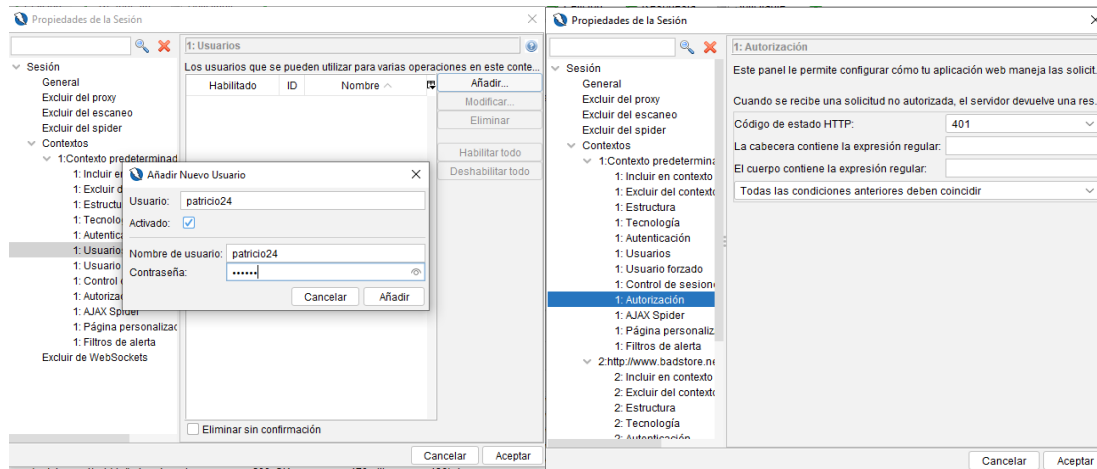 Propiedades de la Sesión
1: Usuarios
Sesión
General
Excluir del proxy
Excluir del escaneo
Excluir del spider
Contextos
1:Contexto predeterminad
1: Incluir en
1: Excluir d
1: Estructu
1: Tecnolo
1: Autentica
1: Usuario
1: Usuario
1: Control
1: Autoriza
1: AJAX Spider
1: Página personalizac
1: Filtros de alerta
Excluir de WebSockets
Los usuarios que se pueden utilizar para varias operaciones en este conte...
Habilitado ID Nombre
Añadir...
Modificar...
Eliminar
Habilitar todo
Deshabilitar todo
Añadir Nuevo Usuario
Usuario: patricio24
Activado:
Nombre de usuario: patricio24
Contraseña: ••••••
Cancelar Añadir
Eliminar sin confirmación
Cancelar Aceptar
Propiedades de la Sesión
1: Autorización
Sesión
General
Excluir del proxy
Excluir del escaneo
Excluir del spider
Contextos
1:Contexto predetermina
1: Incluir en contexto
1: Excluir del contexto
1: Estructura
1: Tecnología
1: Autenticación
1: Usuarios
1: Usuario forzado
1: Control de sesion
1: Autorización
1: AJAX Spider
1: Página personaliz
1: Filtros de alerta
2:http://www.badstore.ne
2: Incluir en contexto
2: Excluir del contexto
2: Estructura
2: Tecnología
2: Autenticación
Este panel le permite configurar cómo tu aplicación web maneja las solicit.
Cuando se recibe una solicitud no autorizada, el servidor devuelve una res.
Código de estado HTTP: 401
La cabecera contiene la expresión regular:
El cuerpo contiene la expresión regular:
Todas las condiciones anteriores deben coincidir
Cancelar Aceptar